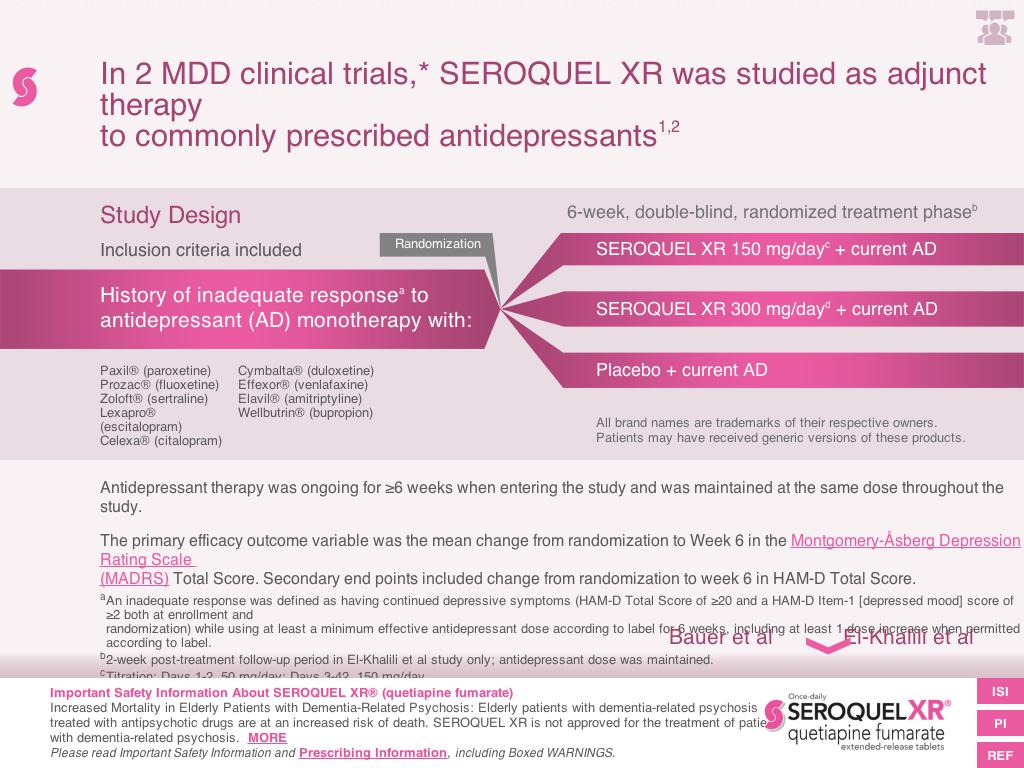 In 2 MDD clinical trials,* SEROQUEL XR was studied as adjunct
therapy
to commonly prescribed antidepressants1,2
Study Design
Inclusion criteria included
Randomization
History of inadequate responsea to
antidepressant (AD) monotherapy with:
Paxil® (paroxetine)
Prozac® (fluoxetine)
Zoloft® (sertraline)
Lexapro®
(escitalopram)
Celexa® (citalopram)
Cymbalta® (duloxetine)
Effexor® (venlafaxine)
Elavil® (amitriptyline)
Wellbutrin® (bupropion)
6-week, double-blind, randomized treatment phaseb
SEROQUEL XR 150 mg/dayc + current AD
SEROQUEL XR 300 mg/dayd + current AD
Placebo + current AD
All brand names are trademarks of their respective owners.
Patients may have received generic versions of these products.
Antidepressant therapy was ongoing for ≥6 weeks when entering the study and was maintained at the same dose throughout the
study.
The primary efficacy outcome variable was the mean change from randomization to Week 6 in the Montgomery-Åsberg Depression
Rating Scale
(MADRS) Total Score. Secondary end points included change from randomization to week 6 in HAM-D Total Score.
aAn inadequate response was defined as having continued depressive symptoms (HAM-D Total Score of ≥20 and a HAM-D Item-1 [depressed mood] score of
≥2 both at enrollment and
randomization) while using at least a minimum effective antidepressant dose according to label for 6 weeks, including at least 1 dose increase when permitted
according to label.
Bauer et al
El-Khalili et al
b2-week post-treatment follow-up period in El-Khalili et al study only; antidepressant dose was maintained.
cTitration: Days 1-2, 50 mg/day; Days 3-42, 150 mg/day
Important Safety Information About SEROQUEL XR® (quetiapine fumarate)
Increased Mortality in Elderly Patients with Dementia-Related Psychosis: Elderly patients with dementia-related psychosis
treated with antipsychotic drugs are at an increased risk of death. SEROQUEL XR is not approved for the treatment of patie
with dementia-related psychosis. MORE
Please read Important Safety Information and Prescribing Information, including Boxed WARNINGS.
Once-daily
SEROQUEL XR®
quetiapine fumarate
extended-release tablets
ISI
PI
REF